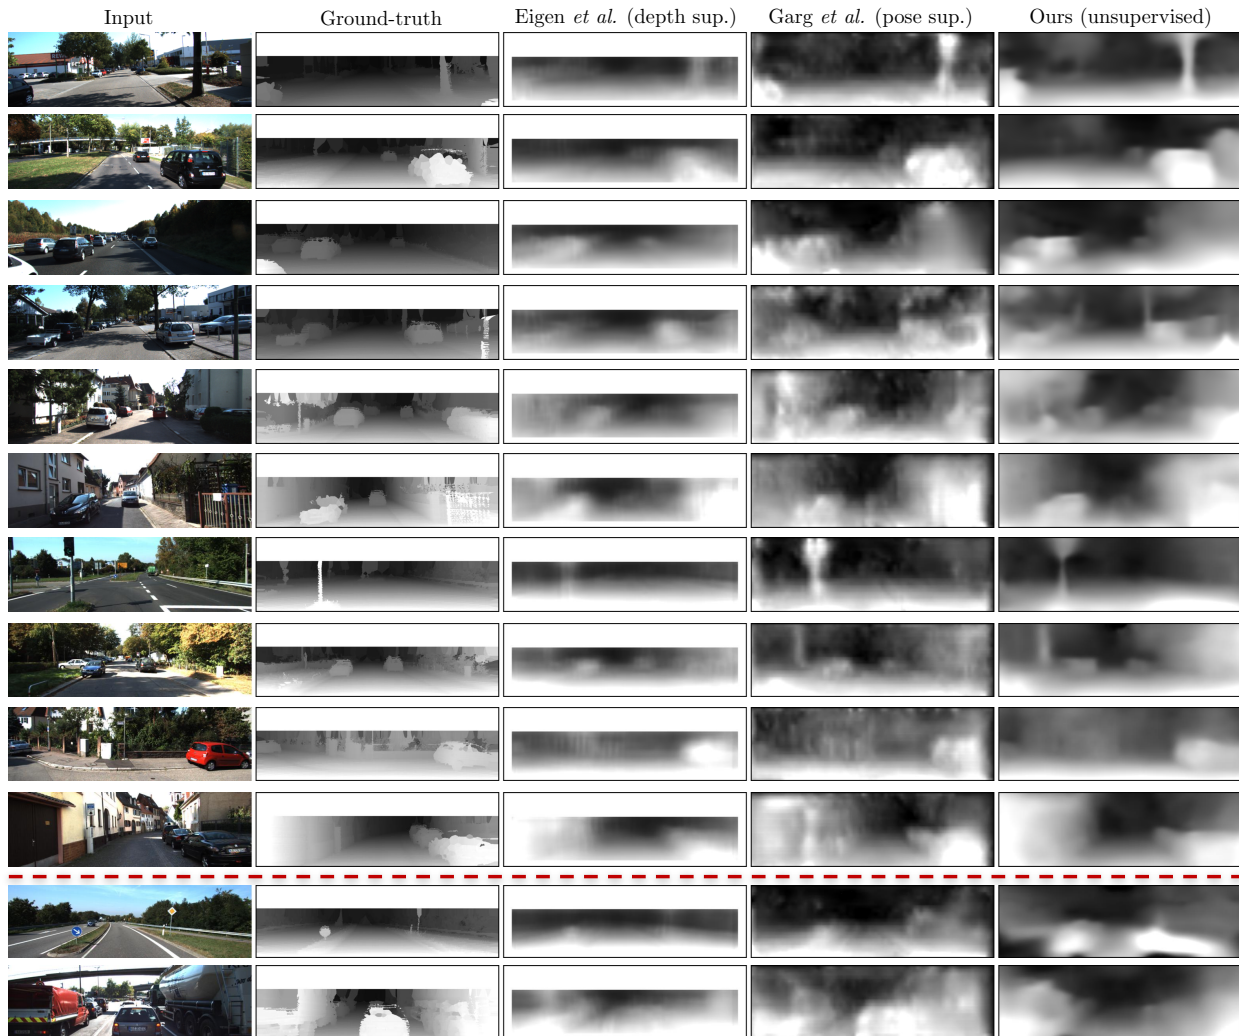 Input
Ground-truth
Eigen et al. (depth sup.)
Garg et al. (pose sup.)
Ours (unsupervised)